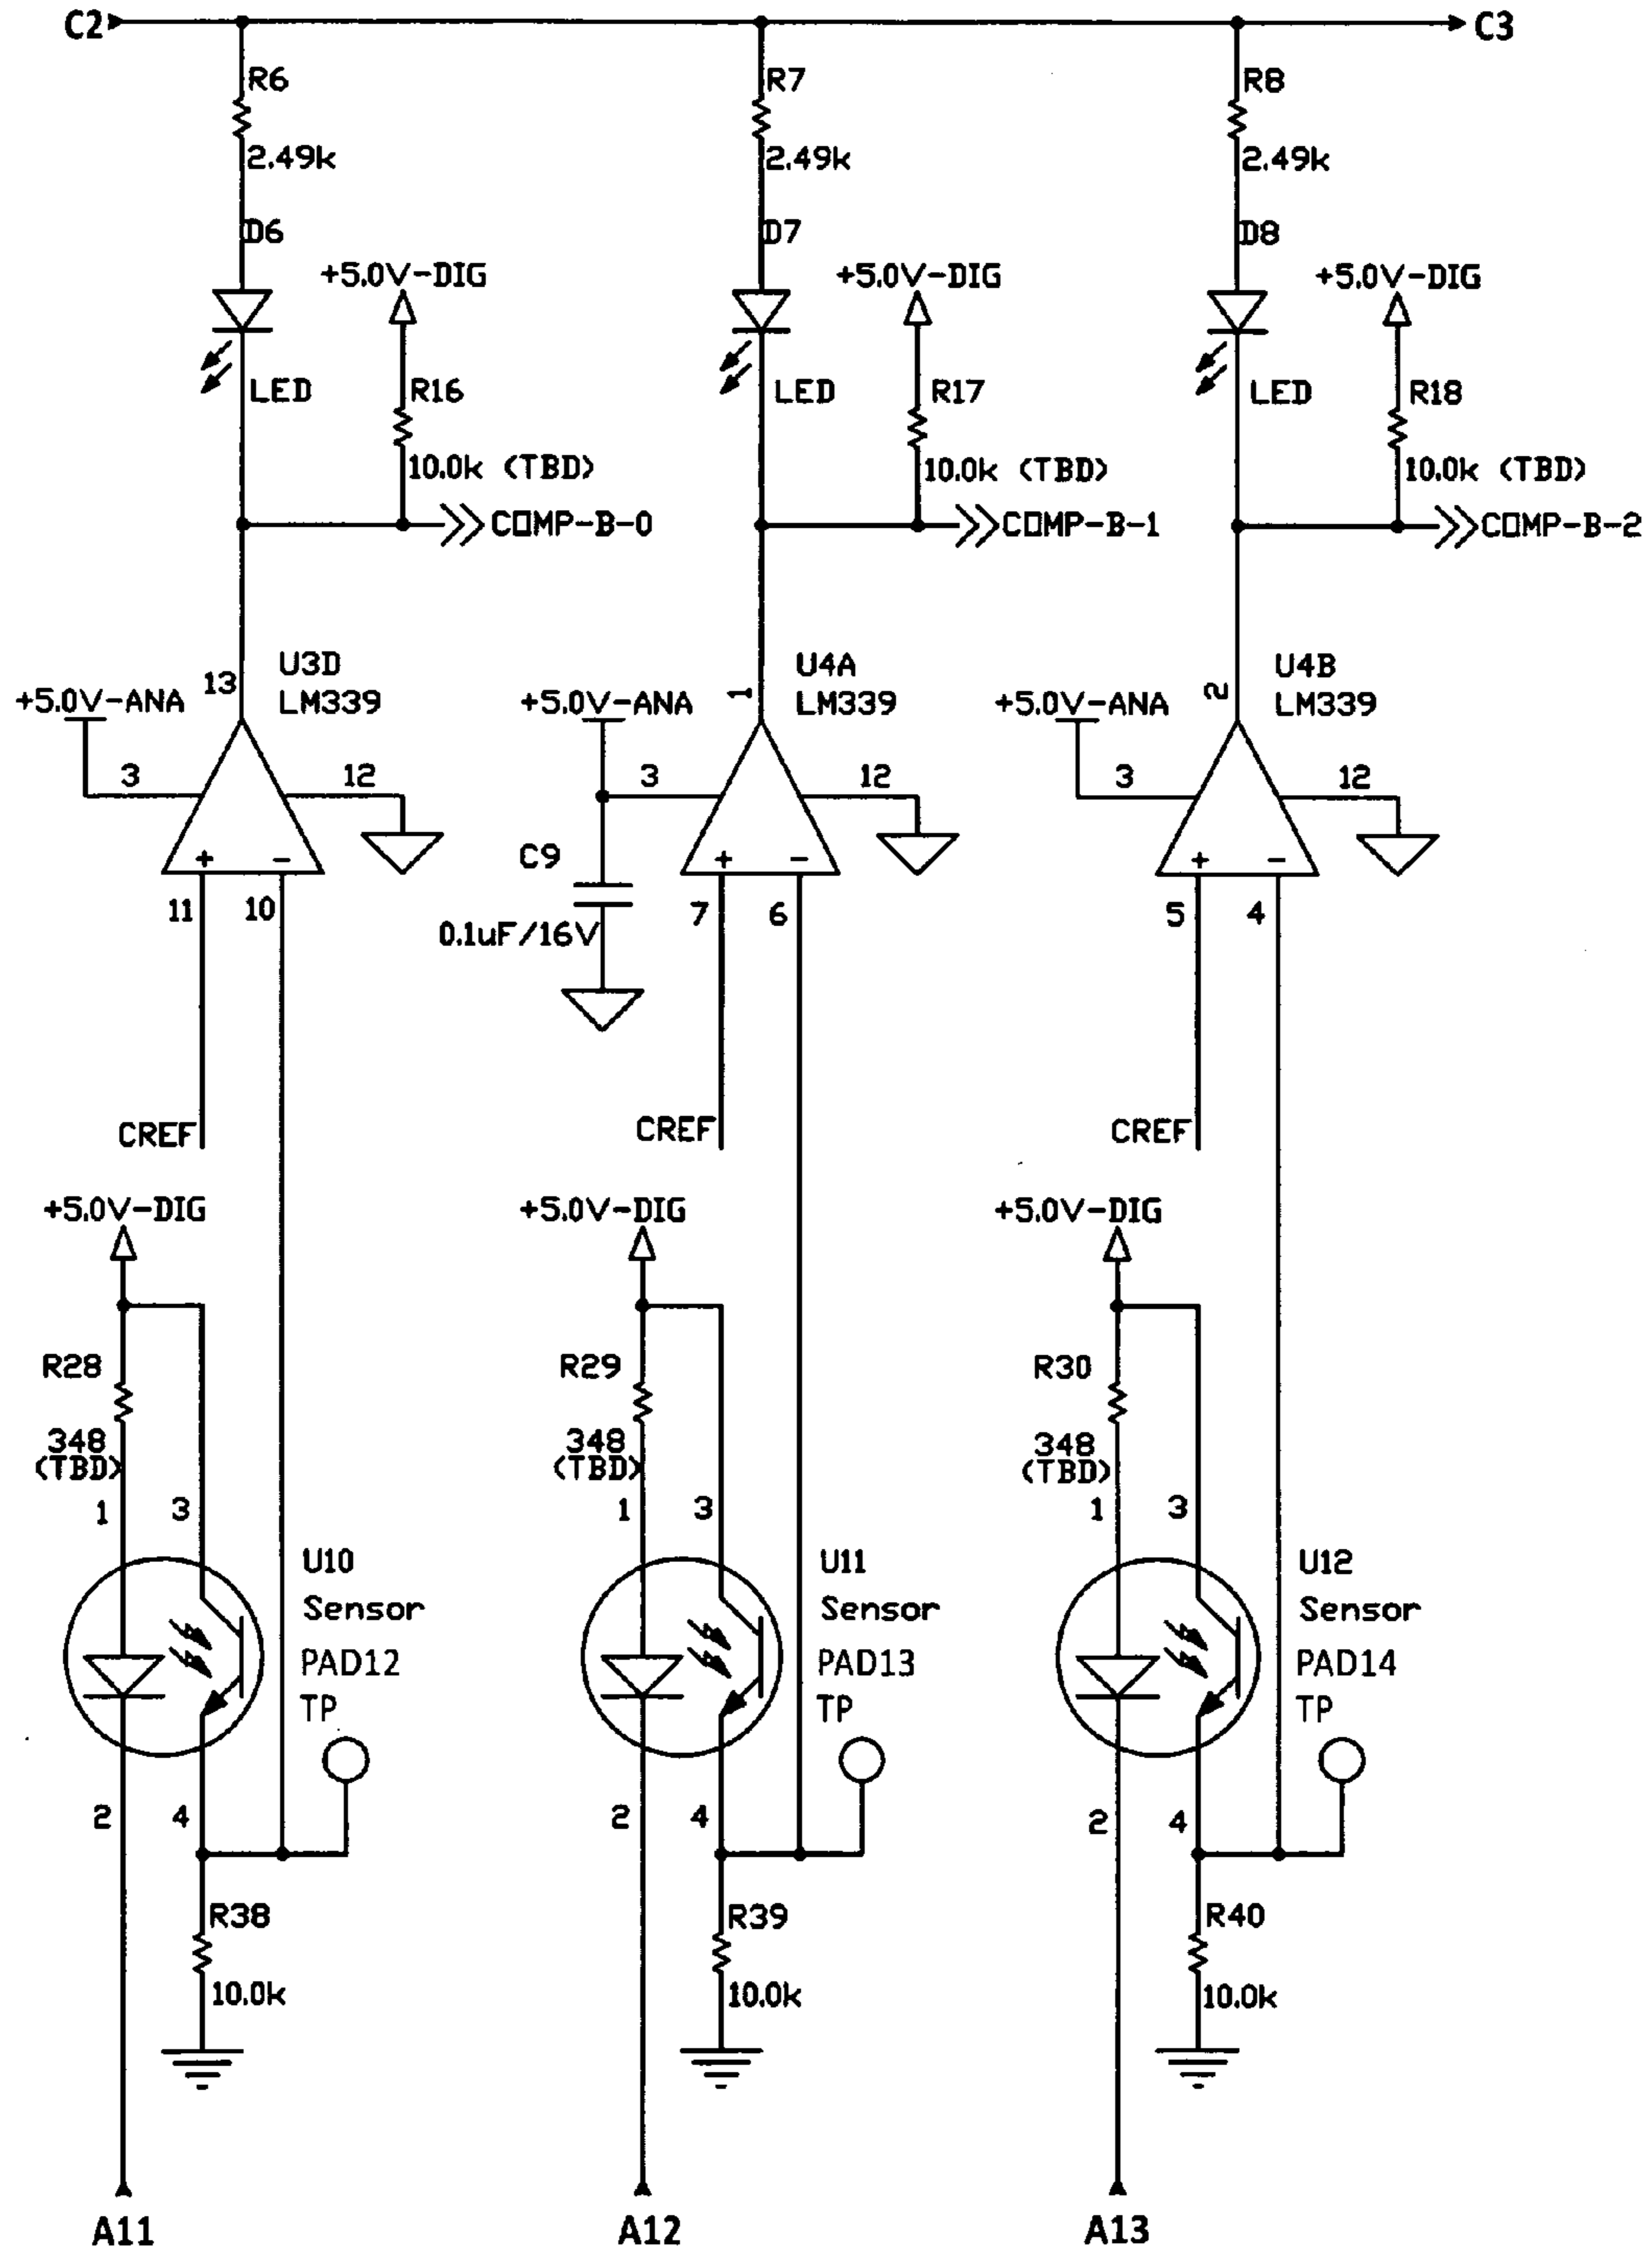 C2 C3
R6 R7 R8
2.49k 2.49k 2.49k
D6 D7 D8
+5.0V-DIG +5.0V-DIG +5.0V-DIG
LED R16 LED R17 LED R18
10.0k (TBD) 10.0k (TBD) 10.0k (TBD)
COMP-B-0 COMP-B-1 COMP-B-2
U3D U4A U4B
13 1 2
+5.0V-ANA LM339 +5.0V-ANA LM339 +5.0V-ANA LM339
3 12 3 12 3 12
+ - + - + -
C9
11 10 7 6 5 4
0.1uF/16V
CREF CREF CREF
+5.0V-DIG +5.0V-DIG +5.0V-DIG
R28 R29 R30
348 348 348
(TBD) (TBD) (TBD)
1 3 1 3 1 3
U10 U11 U12
Sensor Sensor Sensor
PAD12 PAD13 PAD14
TP TP TP
2 4 2 4 2 4
R38 R39 R40
10.0k 10.0k 10.0k
A11 A12 A13